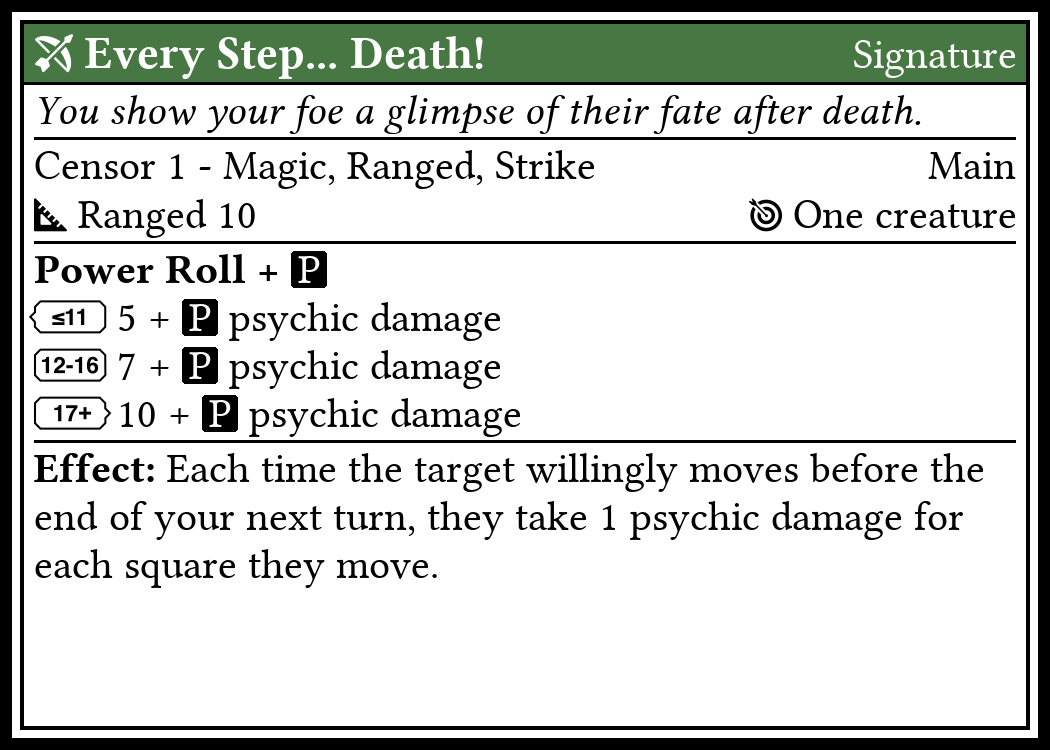 Every Step... Death! Signature
You show your foe a glimpse of their fate after death.
Censor 1 - Magic, Ranged, Strike Main
Ranged 10 One creature
Power Roll + P
≤11 5 + P psychic damage
12-16 7 + P psychic damage
17+ 10 + P psychic damage
Effect: Each time the target willingly moves before the
end of your next turn, they take 1 psychic damage for
each square they move.